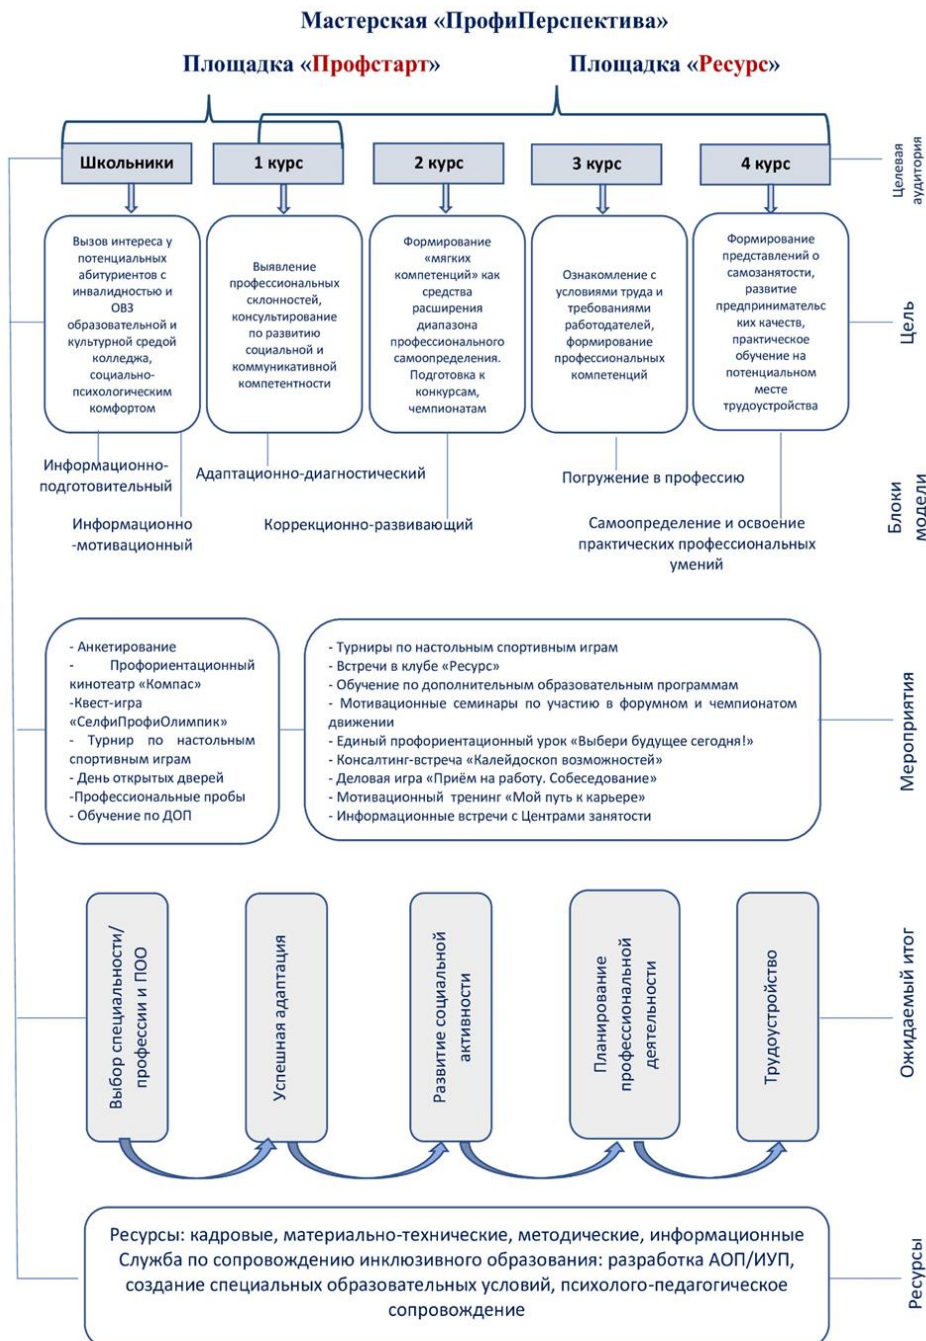 Мастерская «ПрофиПерспектива»
Площадка «Профстарт»
Площадка «Ресурс»
Школьники
1 курс
2 курс
3 курс
4 курс
Целевая
аудитория
Вызов интереса у
потенциальных
абитуриентов с
инвалидностью и
ОВЗ
образовательной и
культурной средой
колледжа,
социально-
психологическим
комфортом
Выявление
профессиональных
склонностей,
консультирование
по развитию
социальной и
коммуникативной
компетентности
Формирование
«мягких
компетенций» как
средства
расширения
диапазона
профессионального
самоопределения.
Подготовка к
конкурсам,
чемпионатам
Ознакомление с
условиями труда и
требованиями
работодателей,
формирование
профессиональных
компетенций
Формирование
представлений о
самозанятости,
развитие
предпринимательс
ких качеств,
практическое
обучение на
потенциальном
месте
трудоустройства
Цель
Информационно-
подготовительный
Информационно
-мотивационный
Адаптационно-диагностический
Коррекционно-развивающий
Погружение в профессию
Самоопределение и освоение
практических профессиональных
умений
Блоки
модели
- Анкетирование
- Профориентационный
кинотеатр «Компас»
-Квест-игра
«СелфиПрофиОлимпик»
- Турнир по настольным
спортивным играм
- День открытых дверей
-Профессиональные пробы
- Обучение по ДОП
- Турниры по настольным спортивным играм
- Встречи в клубе «Ресурс»
- Обучение по дополнительным образовательным программам
- Мотивационные семинары по участию в форумном и чемпионатом
движении
- Единый профориентационный урок «Выбери будущее сегодня!»
- Консалтинг-встреча «Калейдоскоп возможностей»
- Деловая игра «Приём на работу. Собеседование»
- Мотивационный тренинг «Мой путь к карьере»
- Информационные встречи с Центрами занятости
Мероприятия
Выбор специальности/
профессии и ПОО
Успешная адаптация
Развитие социальной
активности
Планирование
профессиональной
деятельности
Трудоустройство
Ожидаемый итог
Ресурсы: кадровые, материально-технические, методические, информационные
Служба по сопровождению инклюзивного образования: разработка АОП/ИУП,
создание специальных образовательных условий, психолого-педагогическое
сопровождение
Ресурсы